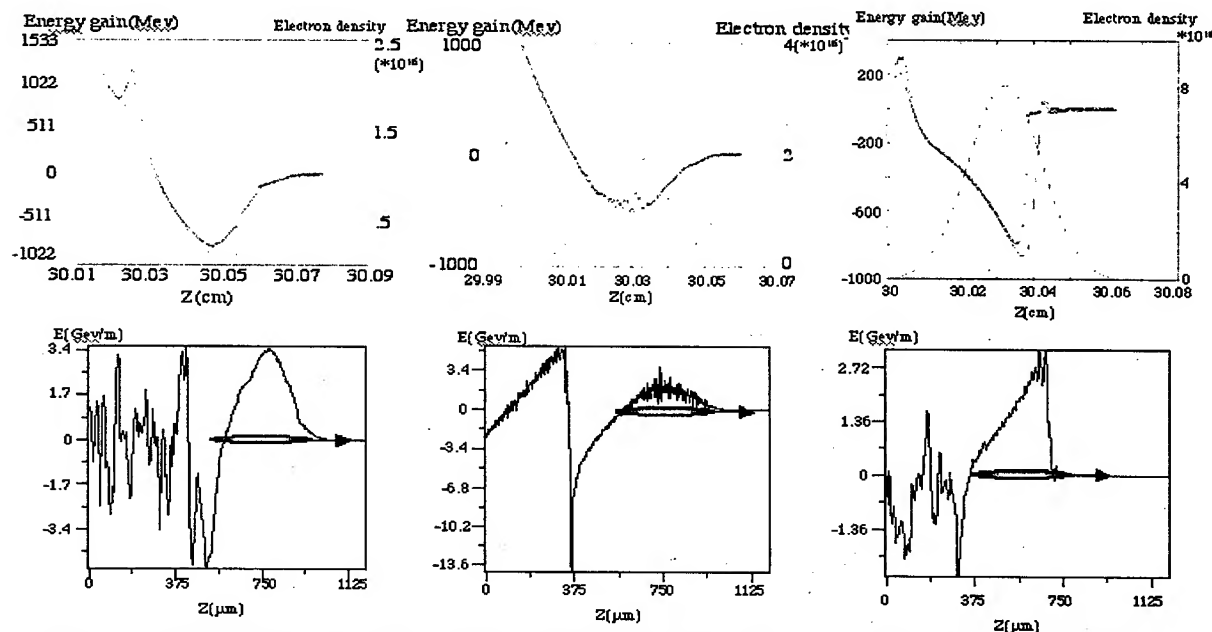 Energy gain(Mev) Electron density
1533 2.5
(*10¹⁶
1022
511 1.5
0
-511 .5
-1022
30.01 30.03 30.05 30.07 30.09
Z(cm)
Energy gain(Mev) Electron density
1000 4(*10¹⁶)
0 2
-1000 0
29.99 30.01 30.03 30.05 30.07
Z(cm)
Energy gain(Mev) Electron density
*10¹⁶
200 8
-200
-400 4
-600
-800
-1000 0
30 30.02 30.04 30.06 30.08
Z(cm)
E(Gev/m)
3.4
1.7
0
-1.7
-3.4
0 375 750 1125
Z(μm)
E(Gev/m)
3.4
0
-3.4
-6.8
-10.2
-13.6
0 375 750 1125
Z(μm)
E(Gev/m)
2.72
1.36
0
-1.36
0 375 750 1125
Z(μm)